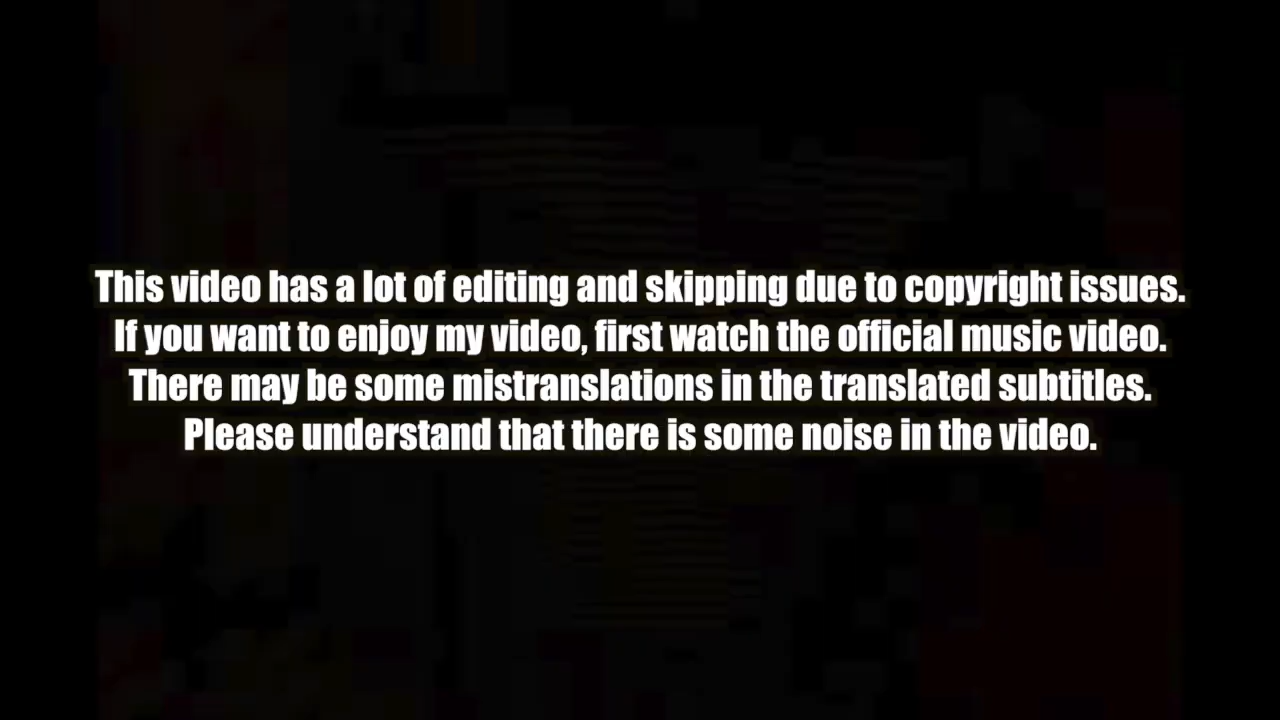 This video has a lot of editing and skipping due to copyright issues.
If you want to enjoy my video, first watch the official music video.
There may be some mistranslations in the translated subtitles.
Please understand that there is some noise in the video.